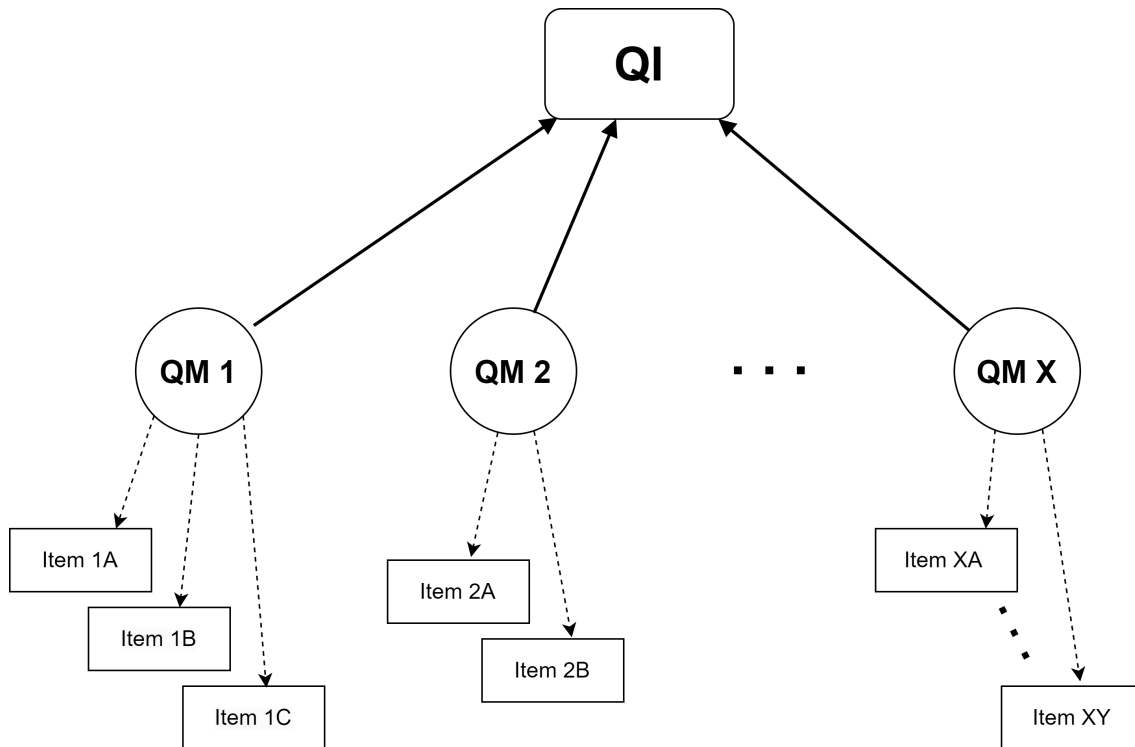 QI
QM 1
QM 2
. . .
QM X
Item 1A
Item 1B
Item 1C
Item 2A
Item 2B
Item XA
Item XY